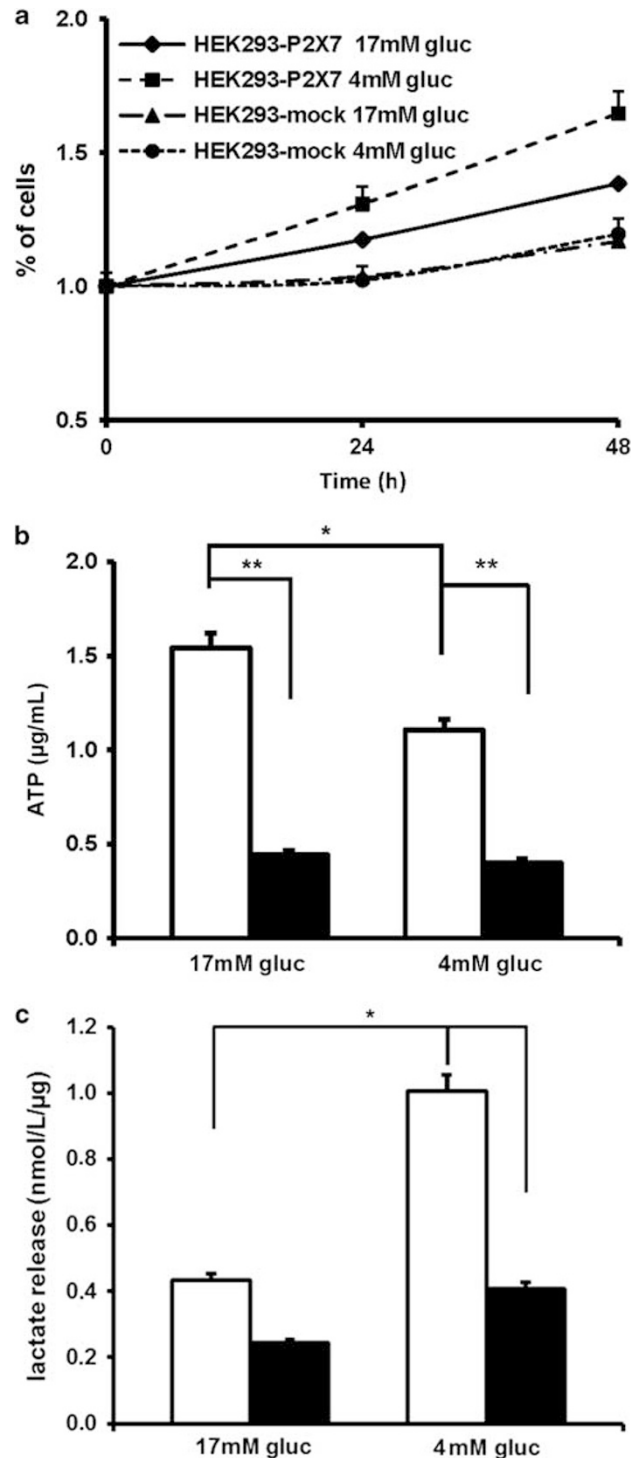 a
2.0
HEK293-P2X7 17mM gluc
HEK293-P2X7 4mM gluc
HEK293-mock 17mM gluc
HEK293-mock 4mM gluc
1.5
1.0
0.5
% of cells
0
24
48
Time (h)
b
*
**
**
2.0
1.5
1.0
0.5
0.0
ATP (µg/mL)
17mM gluc
4mM gluc
c
*
1.2
1.0
0.8
0.6
0.4
0.2
0.0
lactate release (nmol/L/µg)
17mM gluc
4mM gluc